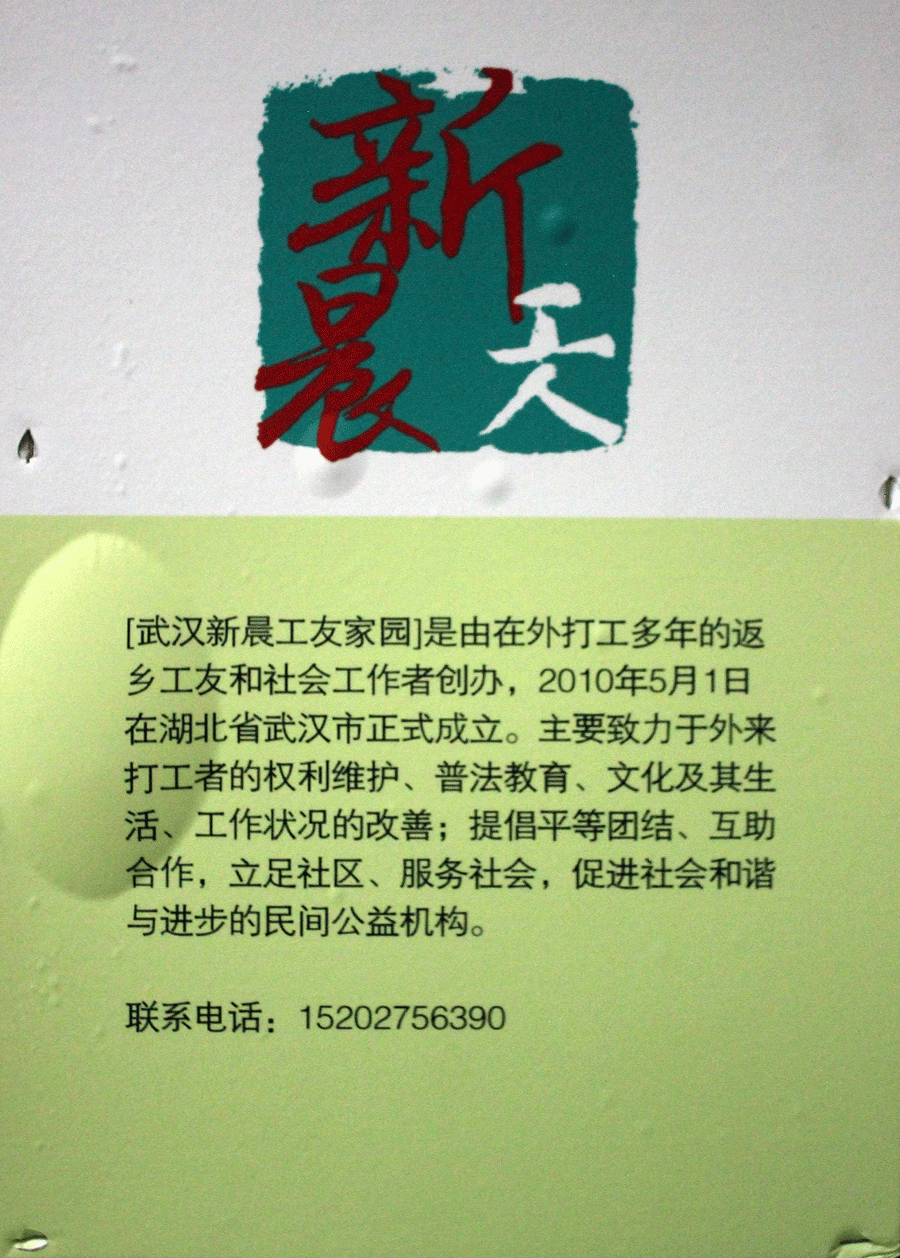 新
晨
工
人
[武汉新晨工友家园]是由在外打工多年的返
乡工友和社会工作者创办，2010年5月1日
在湖北省武汉市正式成立。主要致力于外来
打工者的权利维护、普法教育、文化及其生
活、工作状况的改善；提倡平等团结、互助
合作，立足社区、服务社会，促进社会和谐
与进步的民间公益机构。
联系电话：15202756390